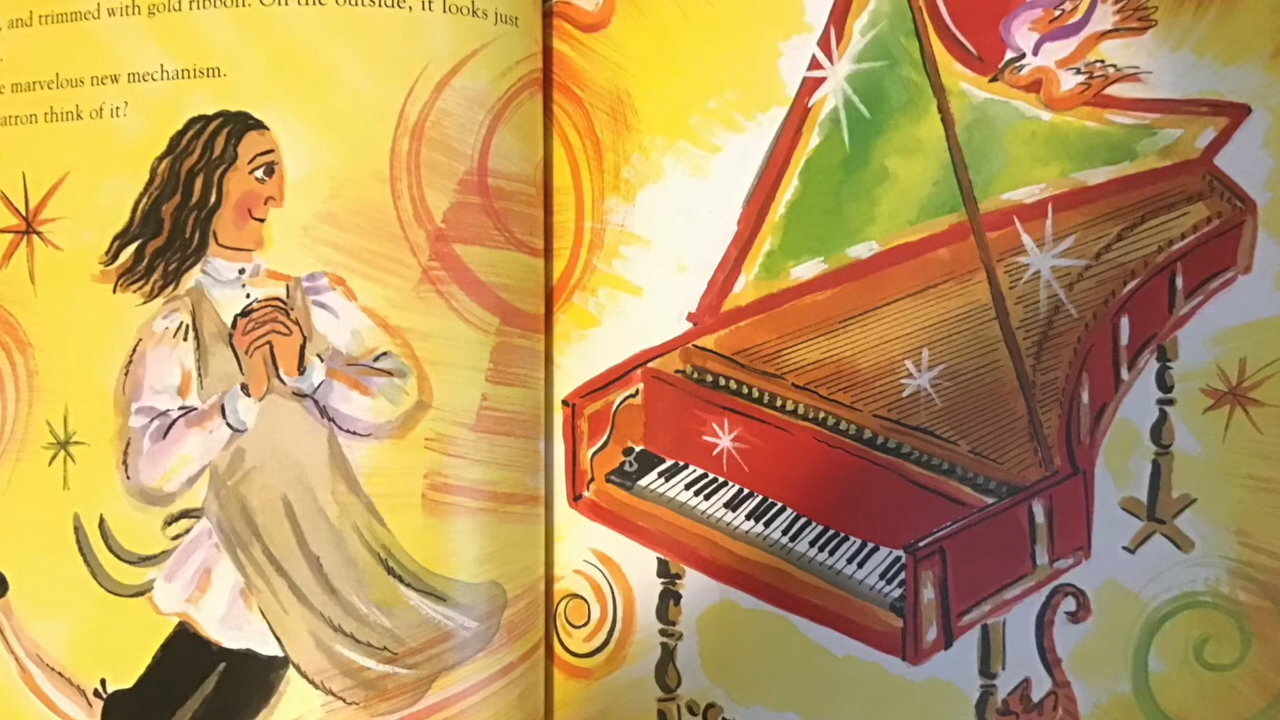 , and trimmed with gold ribbon. On the outside, it looks just
.
e marvelous new mechanism.
atron think of it?